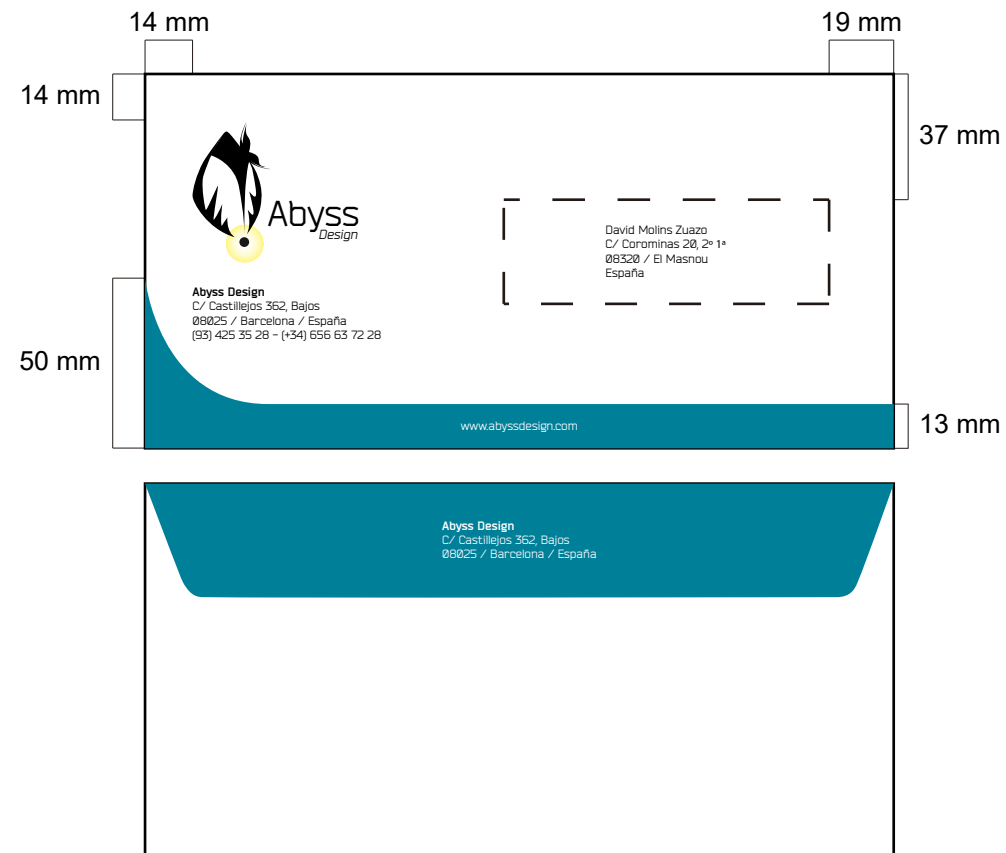 14 mm
19 mm
14 mm
37 mm
Abyss
Design
David Molins Zuazo
C/ Corominas 20, 2º 1ª
08320 / El Masnou
España
Abyss Design
C/ Castillejos 362, Bajos
08025 / Barcelona / España
(93) 425 35 28 - (+34) 656 63 72 28
50 mm
13 mm
www.abyssdesign.com
Abyss Design
C/ Castillejos 362, Bajos
08025 / Barcelona / España